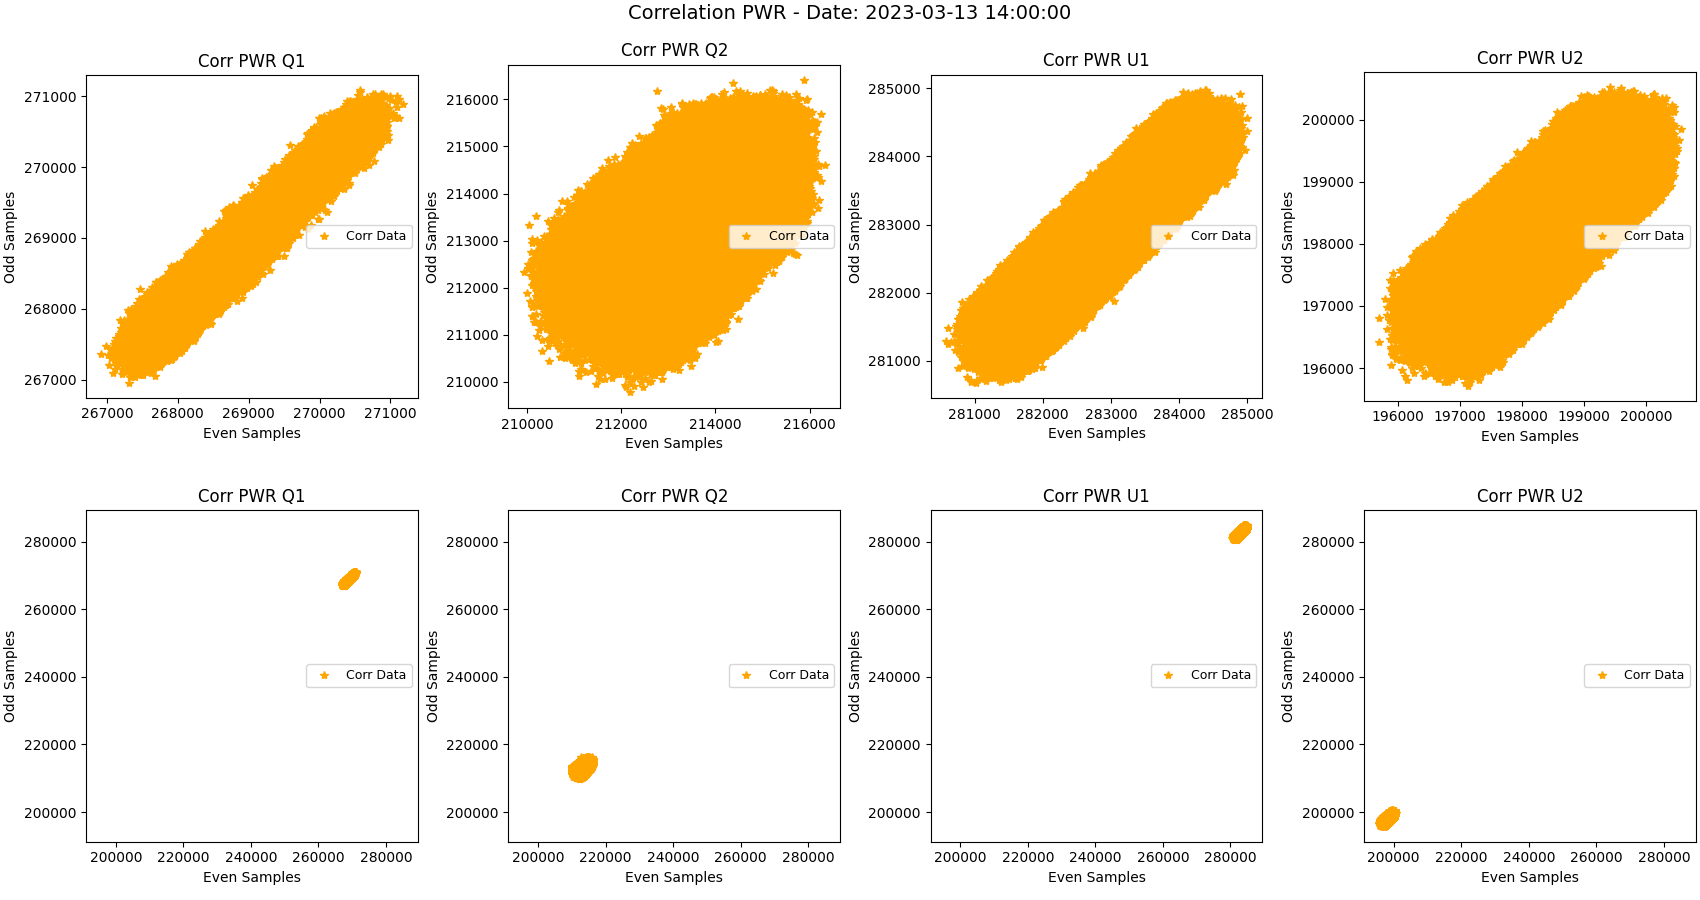 Correlation PWR - Date: 2023-03-13 14:00:00
Corr PWR Q1
271000
270000
269000
268000
267000
Odd Samples
267000 268000 269000 270000 271000
Even Samples
Corr Data
Corr PWR Q2
216000
215000
214000
213000
212000
211000
210000
Odd Samples
210000 212000 214000 216000
Even Samples
Corr Data
Corr PWR U1
285000
284000
283000
282000
281000
Odd Samples
281000 282000 283000 284000 285000
Even Samples
Corr Data
Corr PWR U2
200000
199000
198000
197000
196000
Odd Samples
196000 197000 198000 199000 200000
Even Samples
Corr Data
Corr PWR Q1
280000
260000
240000
220000
200000
Odd Samples
200000 220000 240000 260000 280000
Even Samples
Corr Data
Corr PWR Q2
280000
260000
240000
220000
200000
Odd Samples
200000 220000 240000 260000 280000
Even Samples
Corr Data
Corr PWR U1
280000
260000
240000
220000
200000
Odd Samples
200000 220000 240000 260000 280000
Even Samples
Corr Data
Corr PWR U2
280000
260000
240000
220000
200000
Odd Samples
200000 220000 240000 260000 280000
Even Samples
Corr Data